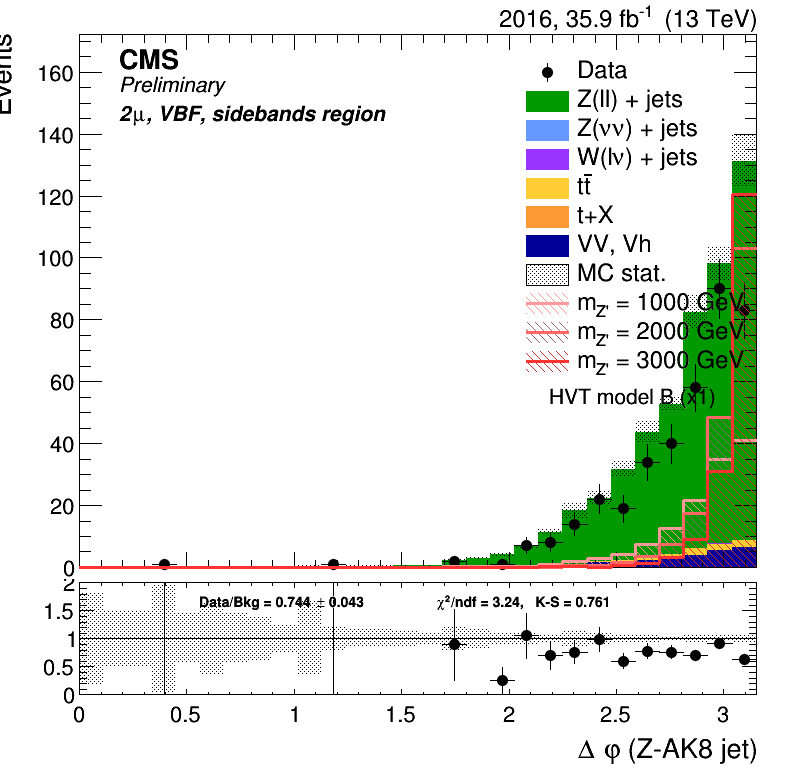 2016, 35.9 fb⁻¹ (13 TeV)
Events
CMS
Preliminary
2μ, VBF, sidebands region
Data
Z(ll) + jets
Z(νν) + jets
W(lν) + jets
tt̄
t+X
VV, Vh
MC stat.
m_Z' = 1000 GeV
m_Z' = 2000 GeV
m_Z' = 3000 GeV
HVT model B (x1)
160
140
120
100
80
60
40
20
0
Data/Bkg = 0.744 ± 0.043
χ²/ndf = 3.24, K-S = 0.761
2
1.5
1
0.5
0
0 0.5 1 1.5 2 2.5 3
Δ φ (Z-AK8 jet)